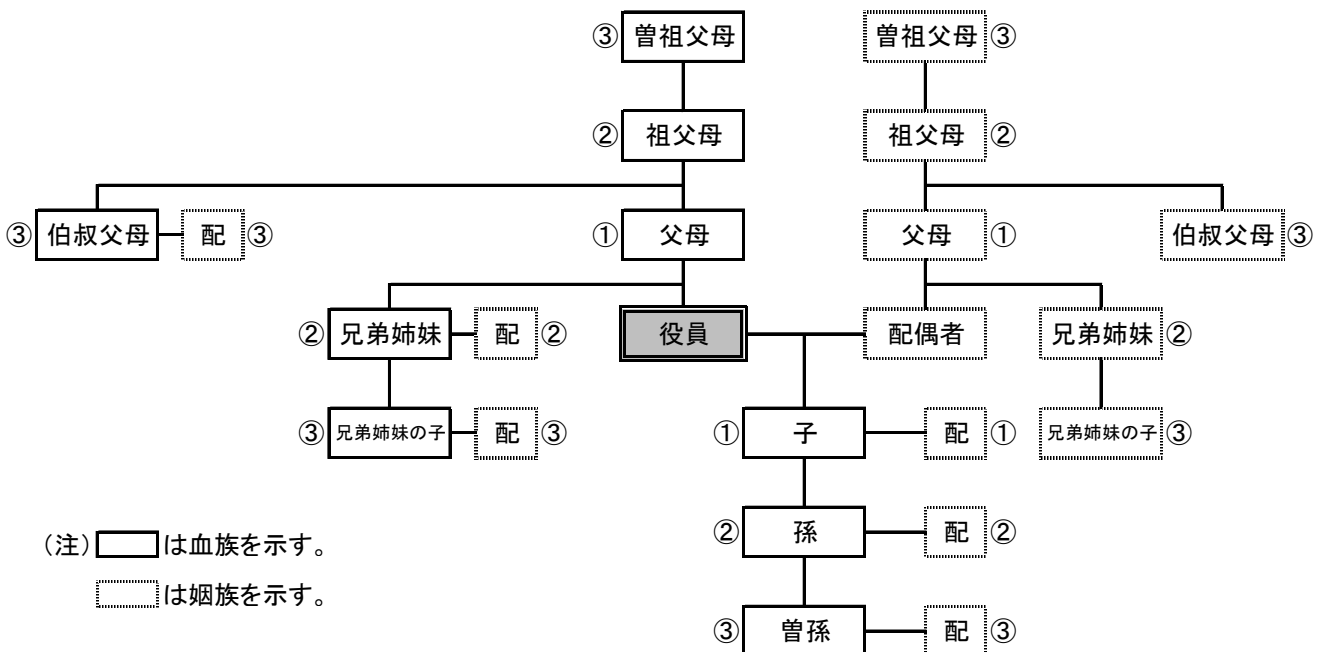 ③ 曽祖父母 曽祖父母 ③
② 祖父母 祖父母 ②
③ 伯叔父母 配 ③ ① 父母 父母 ① 伯叔父母 ③
② 兄弟姉妹 配 ② 役員 配偶者 兄弟姉妹 ②
③ 兄弟姉妹の子 配 ③ ① 子 配 ① 兄弟姉妹の子 ③
② 孫 配 ②
(注) は血族を示す。
は姻族を示す。
③ 曽孫 配 ③